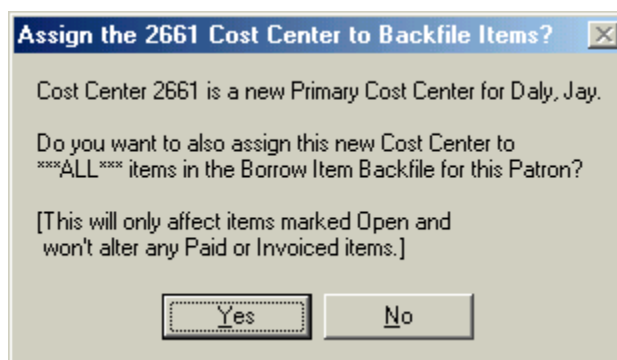 Assign the 2661 Cost Center to Backfile Items?
Cost Center 2661 is a new Primary Cost Center for Daly, Jay.
Do you want to also assign this new Cost Center to
***ALL*** items in the Borrow Item Backfile for this Patron?
[This will only affect items marked Open and
won't alter any Paid or Invoiced items.]
Yes
No